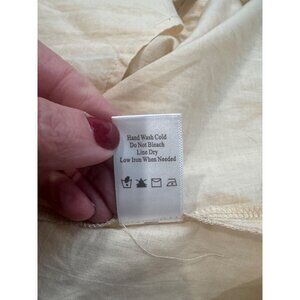 Hand Wash Cold
Do Not Bleach
Line Dry
Low Iron When Needed